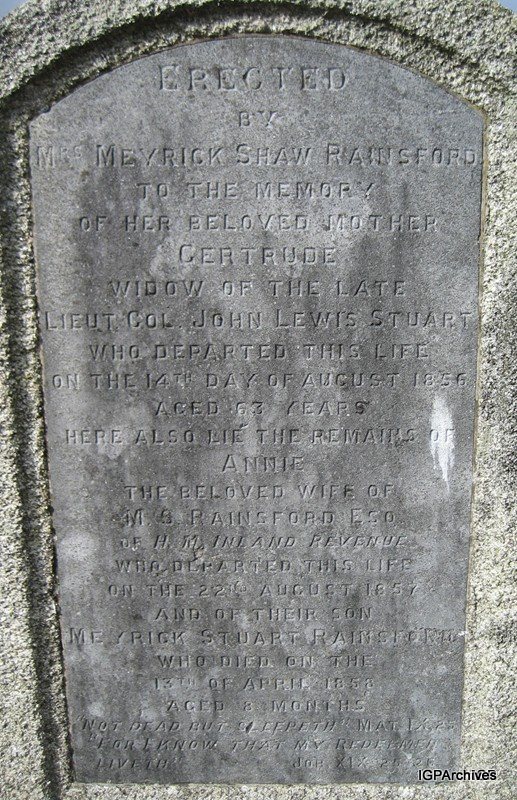 ERECTED
BY
MRS MEYRICK SHAW RAINSFORD
TO THE MEMORY
OF HER BELOVED MOTHER
GERTRUDE
WIDOW OF THE LATE
LIEUT. COL. JOHN LEWIS STUART
WHO DEPARTED THIS LIFE
ON THE 14TH DAY OF AUGUST 1856
AGED 63 YEARS
HERE ALSO LIE THE REMAINS OF
ANNIE
THE BELOVED WIFE OF
M. S. RAINSFORD ESQ.
OF H. M. INLAND REVENUE
WHO DEPARTED THIS LIFE
ON THE 22ND AUGUST 1857
AND OF THEIR SON
MEYRICK STUART RAINSFORD
WHO DIED ON THE
13TH OF APRIL 1858
AGED 8 MONTHS
"NOT DEAD BUT SLEEPETH" MAT.
"FOR I KNOW THAT MY REDEEMER
LIVETH" JOB XIX. 25.
IGPArchives